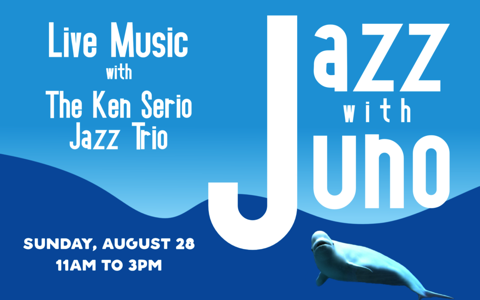 Live Music
with
The Ken Serio
Jazz Trio
SUNDAY, AUGUST 28
11AM TO 3PM
Jazz
with
Juno